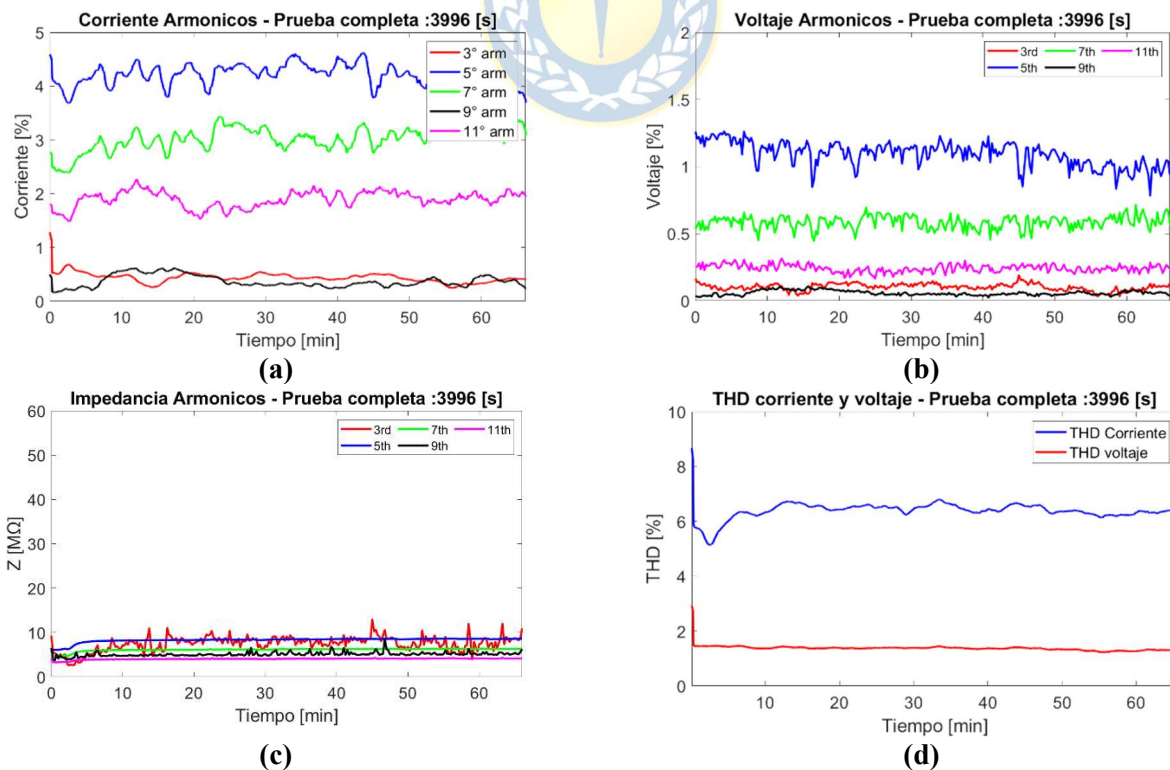 Corriente Armonicos - Prueba completa :3996 [s]
5
4
3
2
1
0
Corriente [%]
3° arm
5° arm
7° arm
9° arm
11° arm
0 10 20 30 40 50 60
Tiempo [min]
(a)
Voltaje Armonicos - Prueba completa :3996 [s]
2
1.5
1
0.5
0
Voltaje [%]
3rd 7th 11th
5th 9th
0 10 20 30 40 50 60
Tiempo [min]
(b)
Impedancia Armonicos - Prueba completa :3996 [s]
60
50
40
30
20
10
0
Z [MΩ]
3rd 7th 11th
5th 9th
0 10 20 30 40 50 60
Tiempo [min]
(c)
THD corriente y voltaje - Prueba completa :3996 [s]
10
8
6
4
2
0
THD [%]
THD Corriente
THD voltaje
10 20 30 40 50 60
Tiempo [min]
(d)